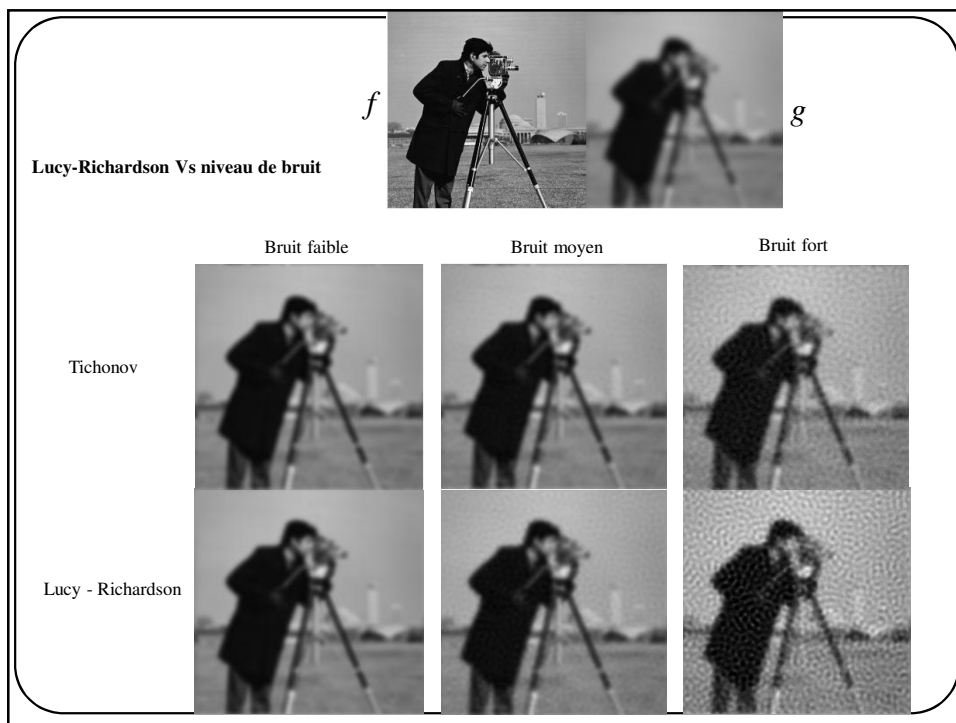 f
g
Lucy-Richardson Vs niveau de bruit
Bruit faible Bruit moyen Bruit fort
Tichonov
Lucy - Richardson